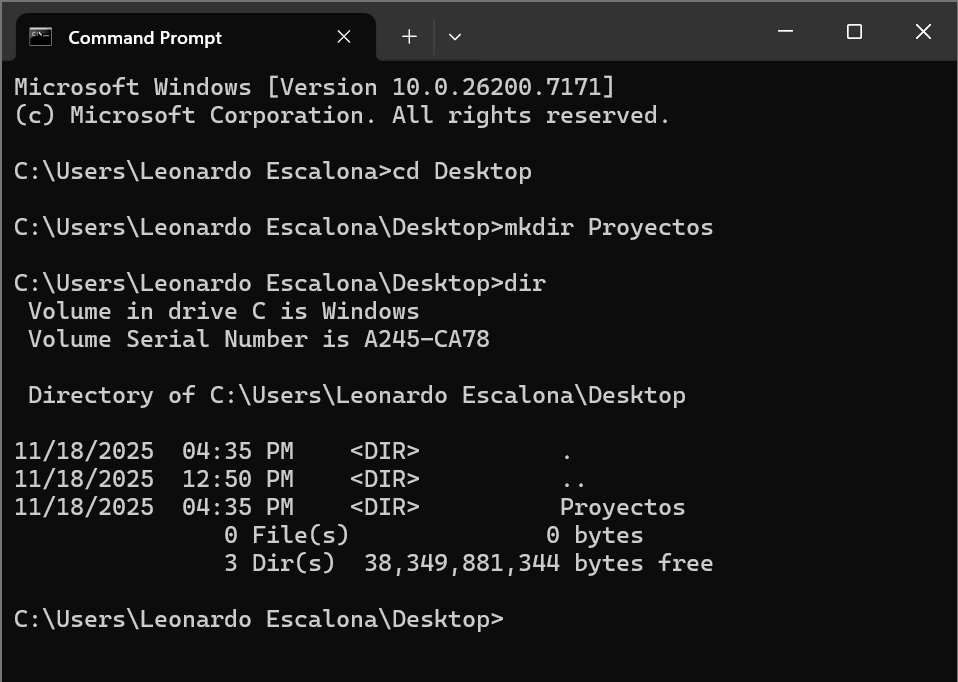 Command Prompt
Microsoft Windows [Version 10.0.26200.7171]
(c) Microsoft Corporation. All rights reserved.
C:\Users\Leonardo Escalona>cd Desktop
C:\Users\Leonardo Escalona\Desktop>mkdir Proyectos
C:\Users\Leonardo Escalona\Desktop>dir
 Volume in drive C is Windows
 Volume Serial Number is A245-CA78
 Directory of C:\Users\Leonardo Escalona\Desktop
11/18/2025  04:35 PM    <DIR>          .
11/18/2025  12:50 PM    <DIR>          ..
11/18/2025  04:35 PM    <DIR>          Proyectos
               0 File(s)              0 bytes
               3 Dir(s)  38,349,881,344 bytes free
C:\Users\Leonardo Escalona\Desktop>